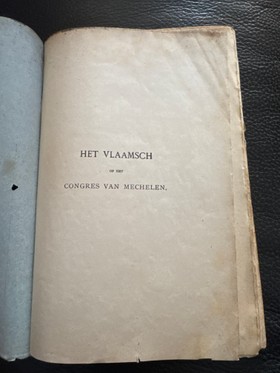 HET VLAAMSCH
OP HET
CONGRES VAN MECHELEN.